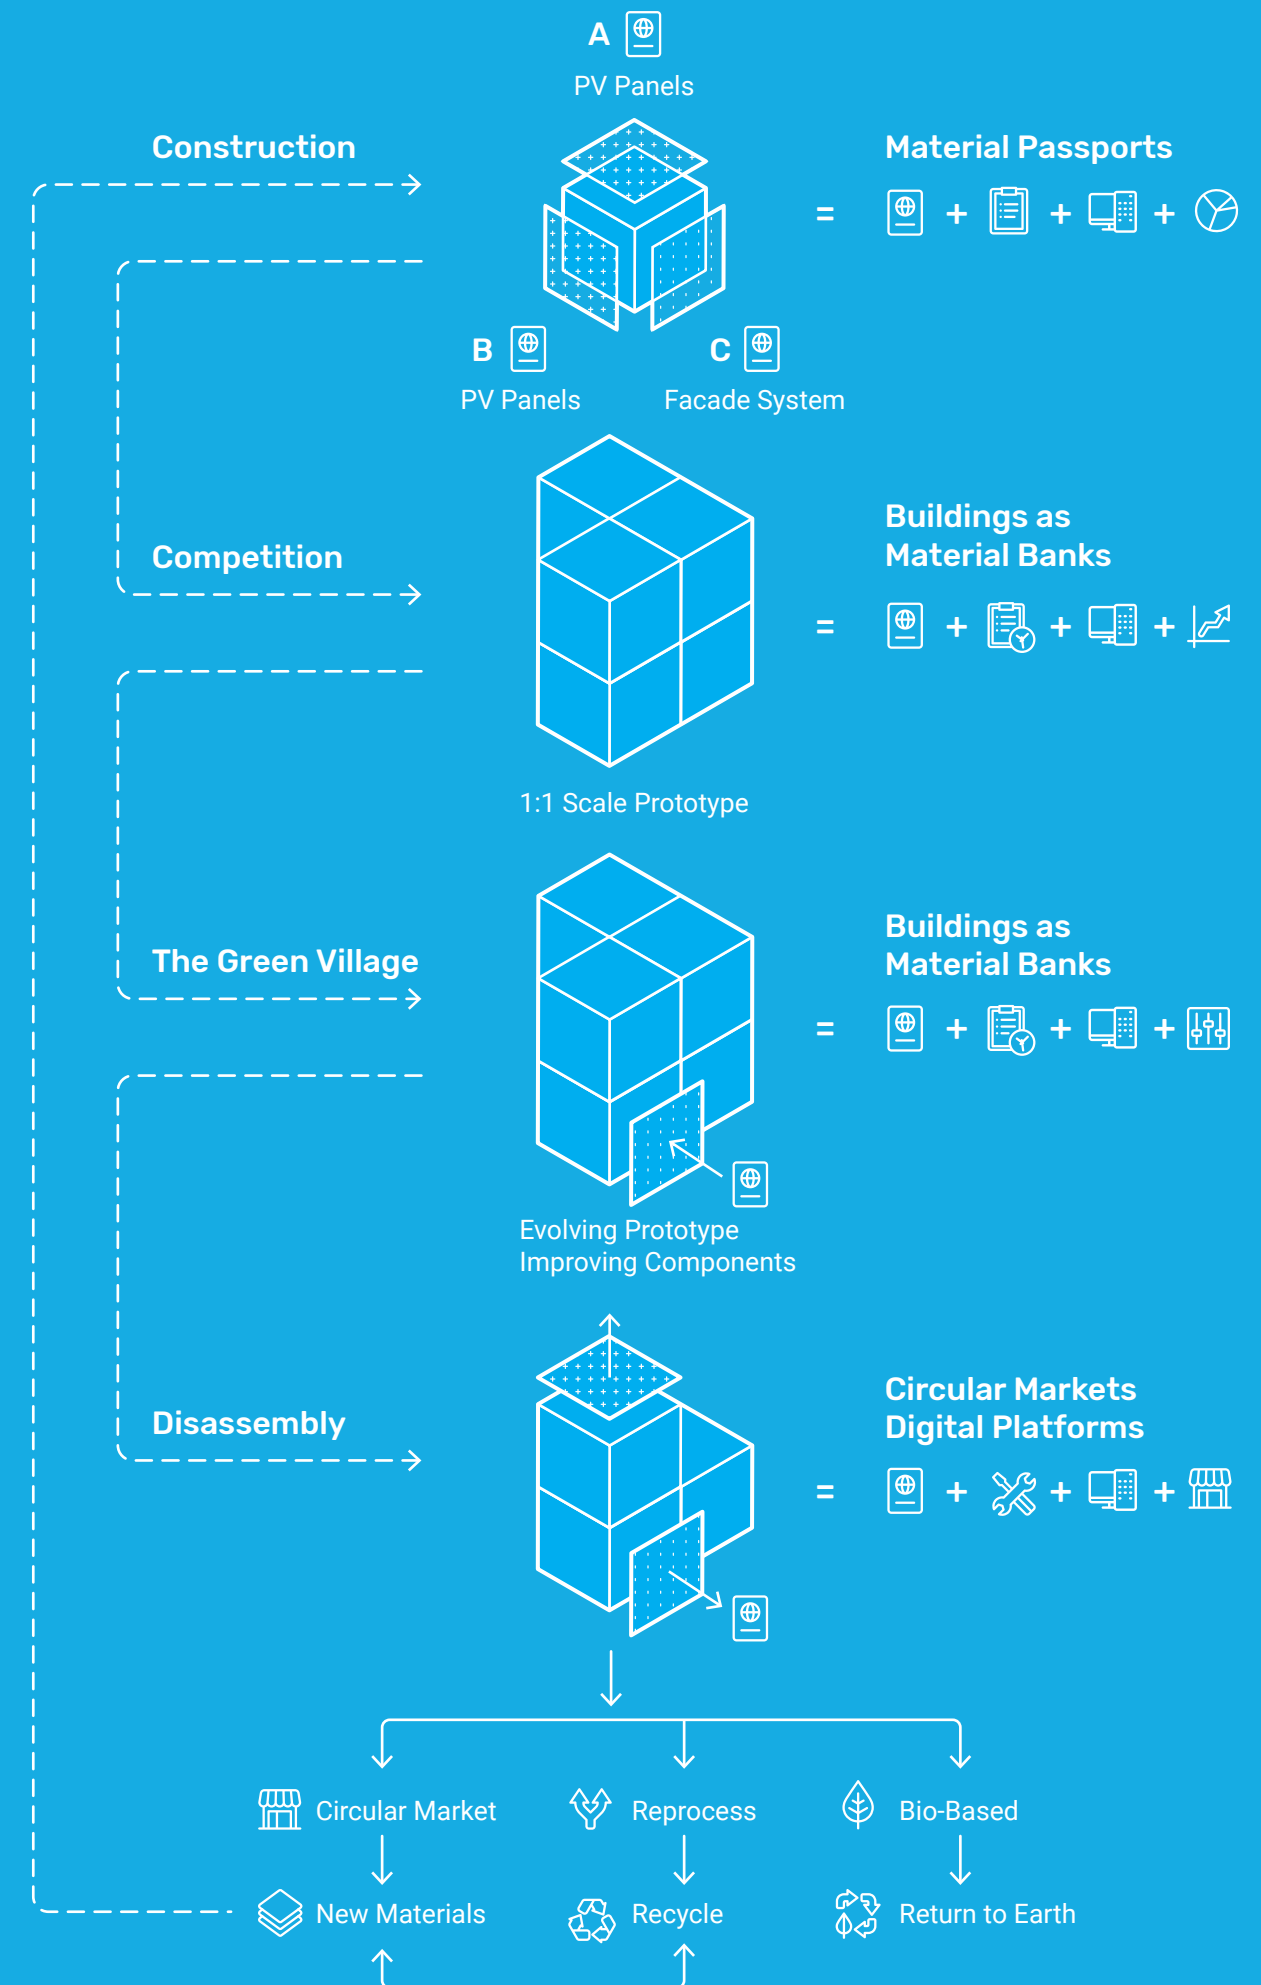 A
PV Panels
Construction
Material Passports
=
+
+
+
B
C
PV Panels
Facade System
Competition
Buildings as
Material Banks
=
+
+
+
1:1 Scale Prototype
The Green Village
Buildings as
Material Banks
=
+
+
+
Evolving Prototype
Improving Components
Disassembly
Circular Markets
Digital Platforms
=
+
+
+
Circular Market
Reprocess
Bio-Based
New Materials
Recycle
Return to Earth